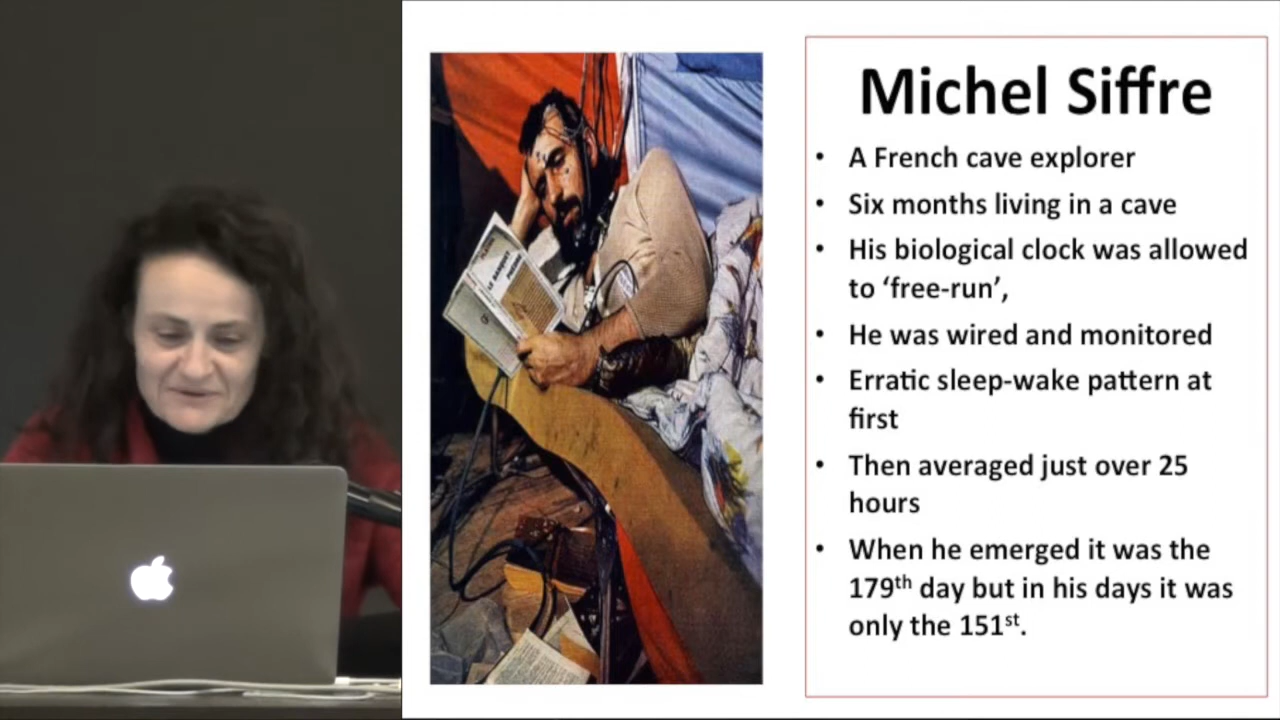 Michel Siffre
• A French cave explorer
• Six months living in a cave
• His biological clock was allowed
to ‘free-run’,
• He was wired and monitored
• Erratic sleep-wake pattern at
first
• Then averaged just over 25
hours
• When he emerged it was the
179th day but in his days it was
only the 151st.